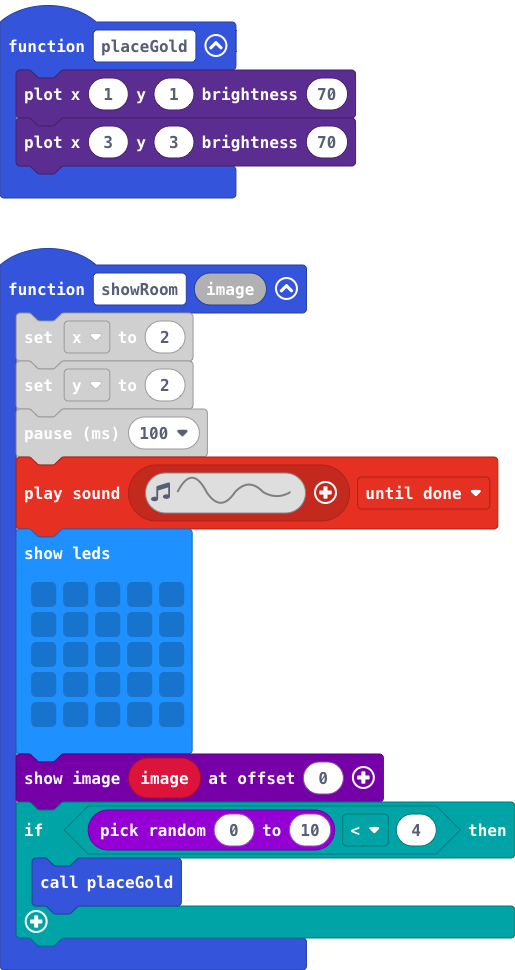 function placeGold
plot x 1 y 1 brightness 70
plot x 3 y 3 brightness 70
function showRoom image
set x to 2
set y to 2
pause (ms) 100
play sound until done
show leds
show image image at offset 0
if pick random 0 to 10 < 4 then
call placeGold